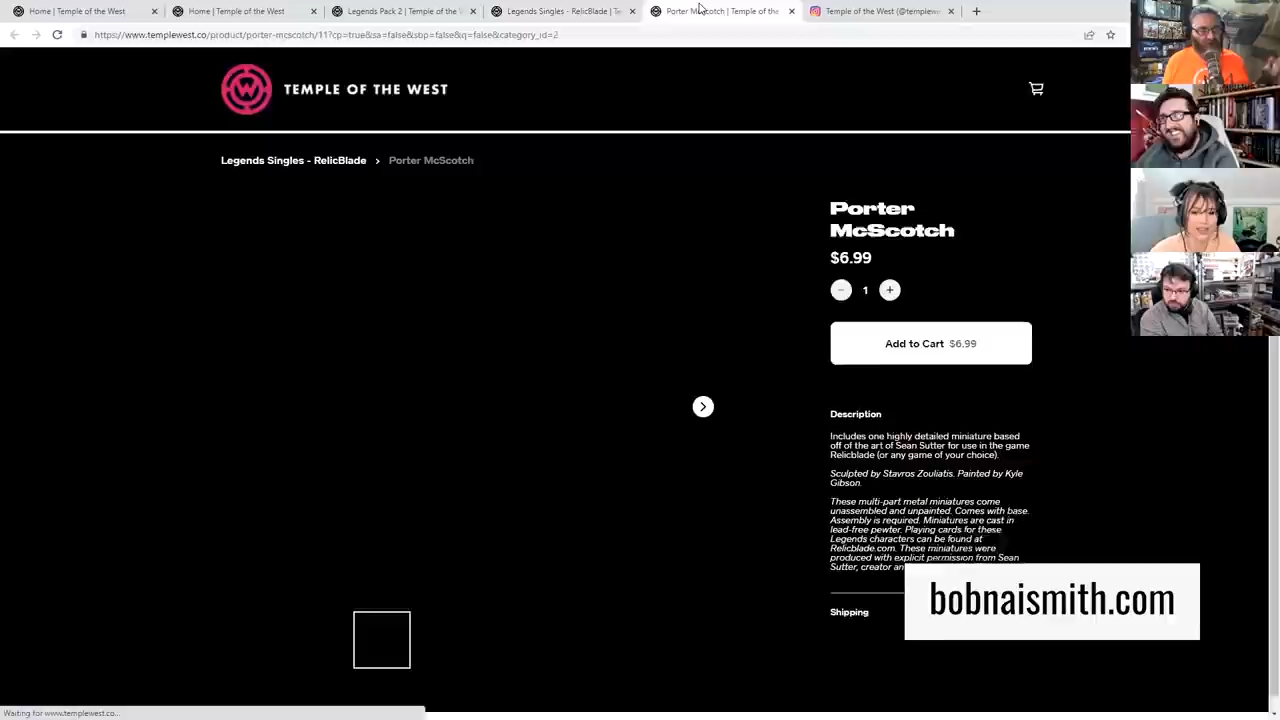 Home | Temple of the West
Home | Temple of the West
Legends Pack 2 | Temple of the
Legends Singles - RelicBlade | Te
Porter McScotch | Temple of the
Temple of the West (@templewe
https://www.templewest.co/product/porter-mcscotch/11?cp=true&sa=false&sbp=false&q=false&category_id=2
TEMPLE OF THE WEST
Legends Singles - RelicBlade > Porter McScotch
Porter
McScotch
$6.99
− 1 +
Add to Cart $6.99
Description
Includes one highly detailed miniature based
off of the art of Sean Sutter for use in the game
Relicblade (or any game of your choice).
Sculpted by Stavros Zouliatis. Painted by Kyle
Gibson.
These multi-part metal miniatures come
unassembled and unpainted. Comes with base.
Assembly is required. Miniatures are cast in
lead-free pewter. Playing cards for these
Legends characters can be found at
Relicblade.com. These miniatures were
produced with explicit permission from Sean
Sutter, creator an
bobnaismith.com
Shipping
Waiting for www.templewest.co...